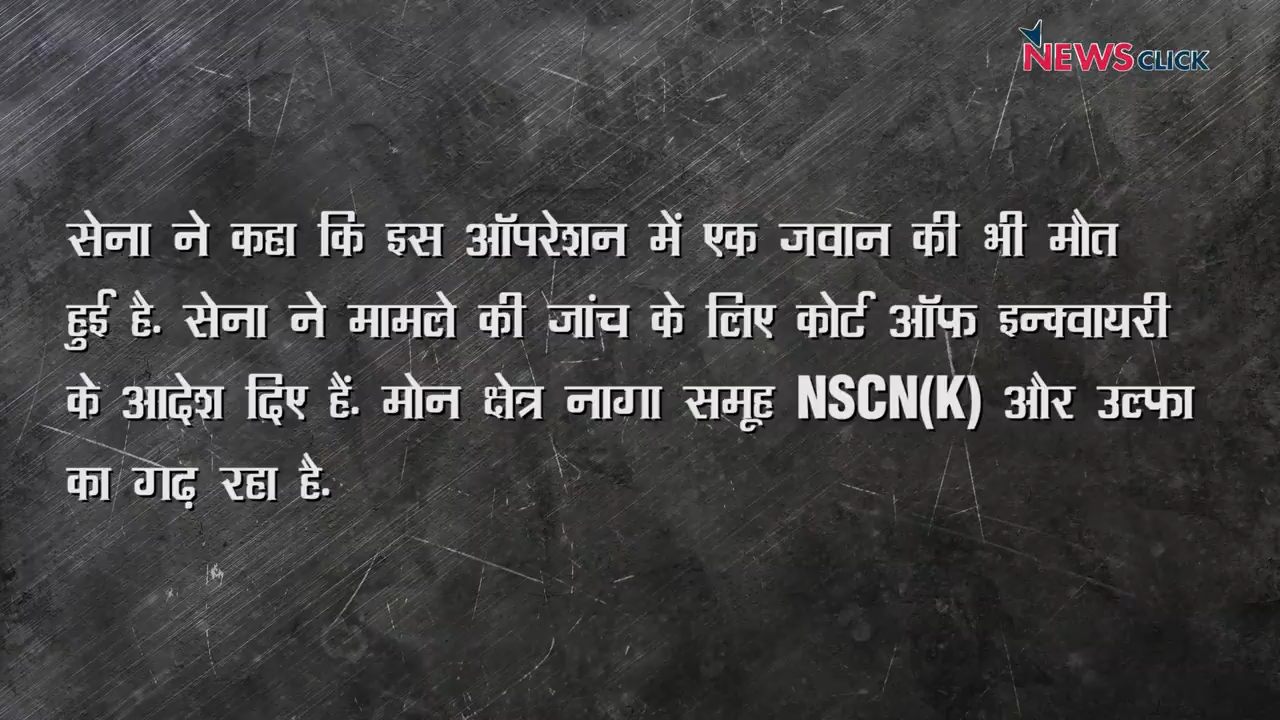 NEWSCLICK
सेना ने कहा कि इस ऑपरेशन में एक जवान की भी मौत
हुई है. सेना ने मामले की जांच के लिए कोर्ट ऑफ इन्क्वायरी
के आदेश दिए हैं. मोन क्षेत्र नागा समूह NSCN(K) और उल्फा
का गढ़ रहा है.